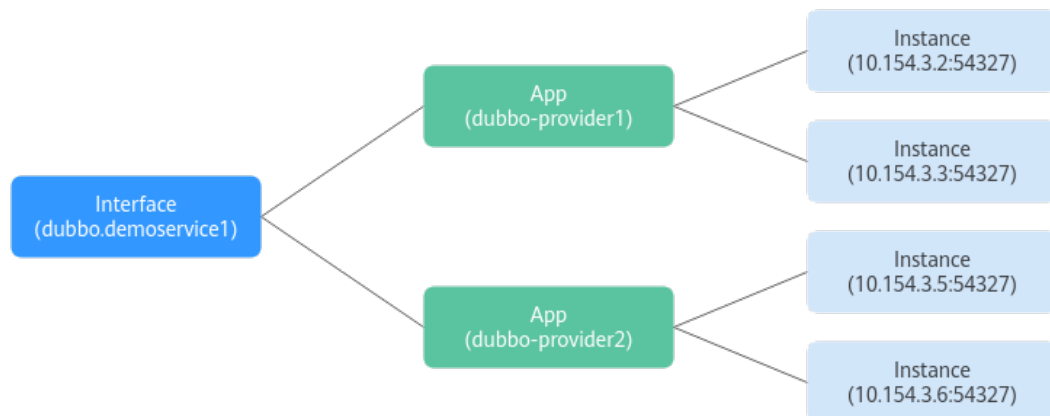 Interface
(dubbo.demoservice1)
App
(dubbo-provider1)
Instance
(10.154.3.2:54327)
Instance
(10.154.3.3:54327)
App
(dubbo-provider2)
Instance
(10.154.3.5:54327)
Instance
(10.154.3.6:54327)